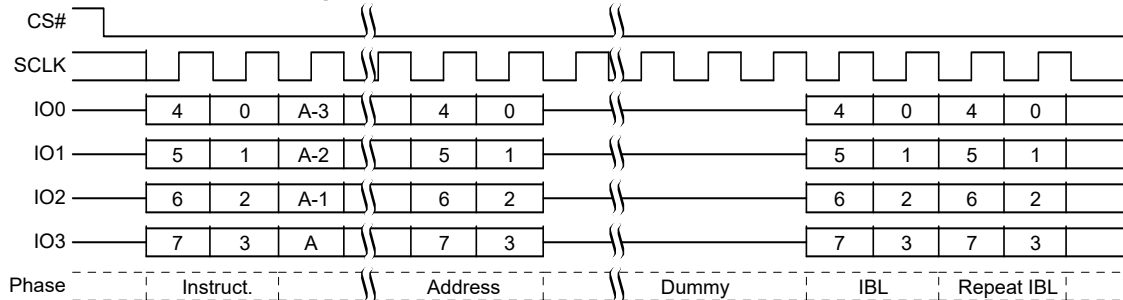 CS#
SCLK
IO0 4 0 A-3 4 0 4 0 4 0
IO1 5 1 A-2 5 1 5 1 5 1
IO2 6 2 A-1 6 2 6 2 6 2
IO3 7 3 A 7 3 7 3 7 3
Phase Instruct. Address Dummy IBL Repeat IBL